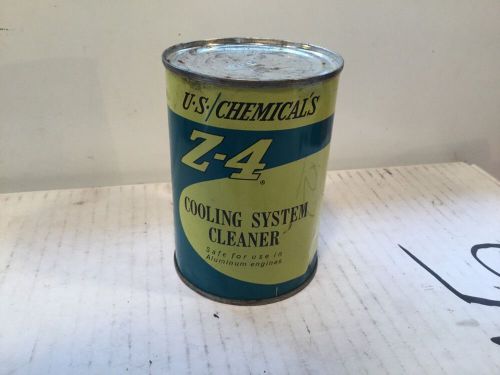 U.S./CHEMICAL'S
Z-4®
COOLING SYSTEM
CLEANER
Safe for use in
Aluminum engines